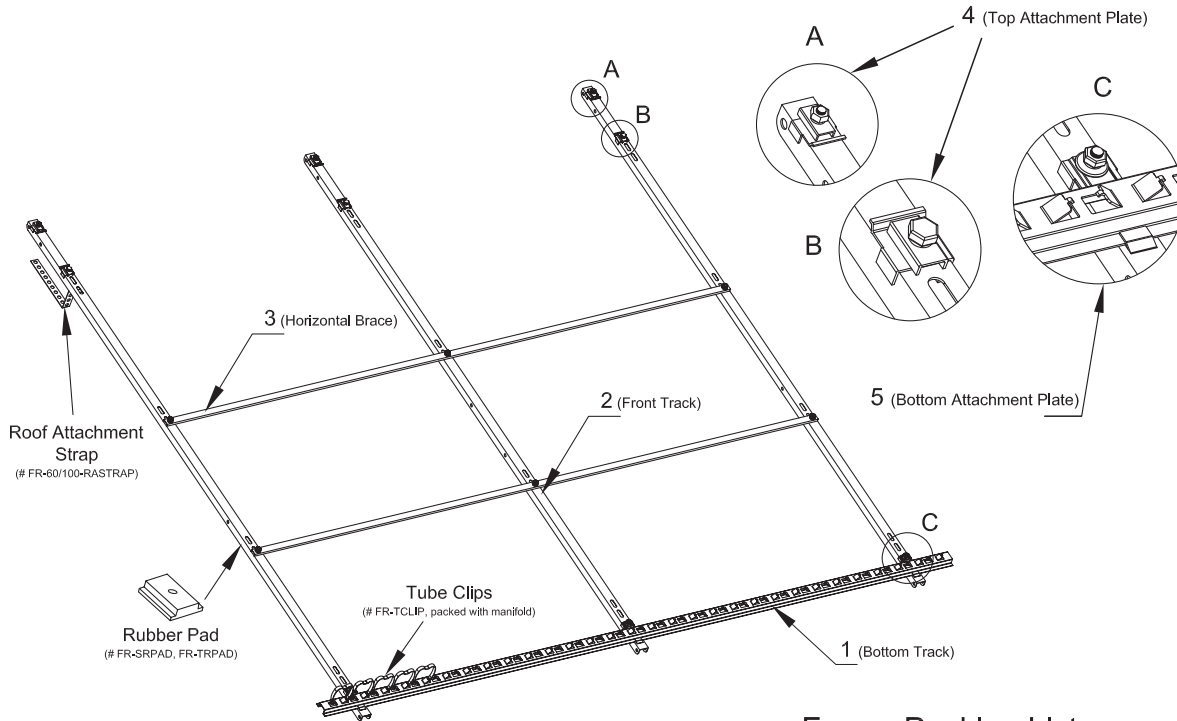 4 (Top Attachment Plate)
A
C
A
B
B
3 (Horizontal Brace)
5 (Bottom Attachment Plate)
2 (Front Track)
Roof Attachment
Strap
(# FR-60/100-RASTRAP)
C
Tube Clips
(# FR-TCLIP, packed with manifold)
Rubber Pad
(# FR-SRPAD, FR-TRPAD)
1 (Bottom Track)